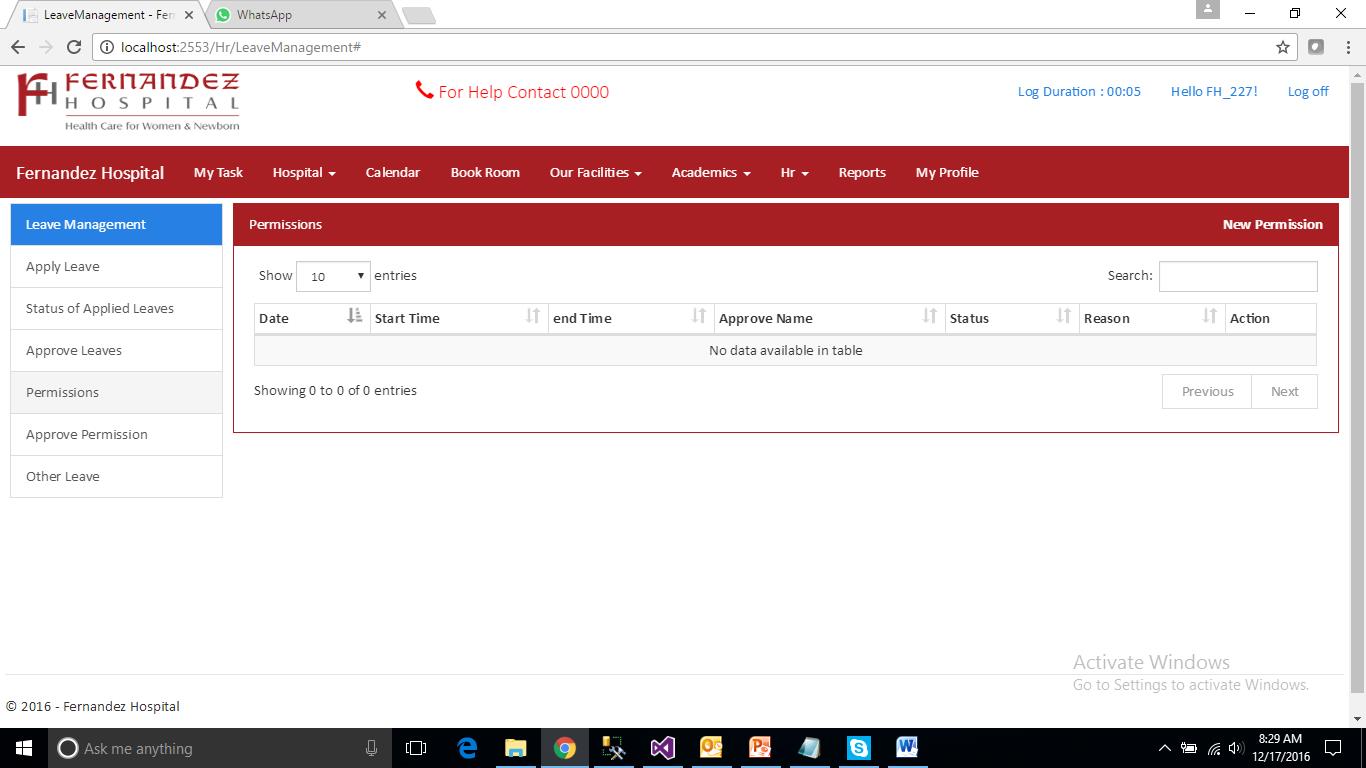 LeaveManagement - Fer
WhatsApp
localhost:2553/Hr/LeaveManagement#
FERNANDEZ
HOSPITAL
Health Care for Women & Newborn
For Help Contact 0000
Log Duration : 00:05 Hello FH_227! Log off
Fernandez Hospital My Task Hospital Calendar Book Room Our Facilities Academics Hr Reports My Profile
Leave Management
Apply Leave
Status of Applied Leaves
Approve Leaves
Permissions
Approve Permission
Other Leave
Permissions New Permission
Show 10 entries Search:
Date Start Time end Time Approve Name Status Reason Action
No data available in table
Showing 0 to 0 of 0 entries Previous Next
Activate Windows
Go to Settings to activate Windows.
© 2016 - Fernandez Hospital
Ask me anything
8:29 AM
12/17/2016